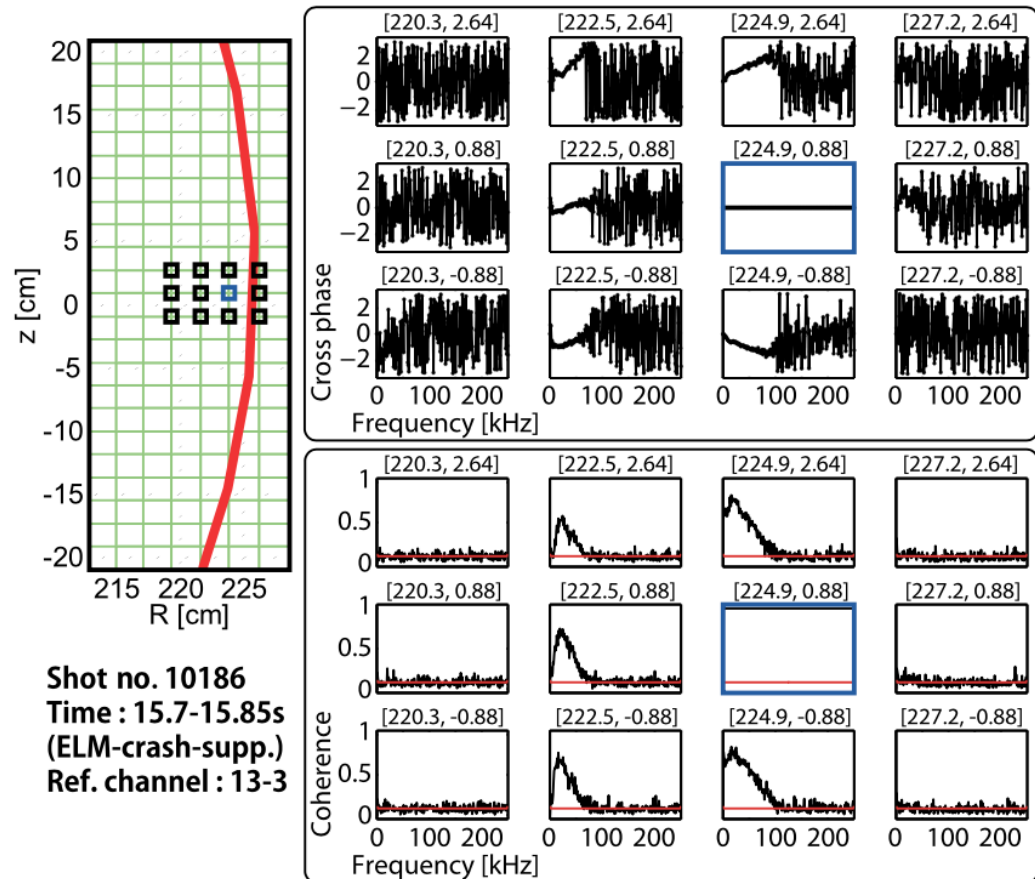 20
15
10
5
0
-5
-10
-15
-20
z [cm]
215 220 225
R [cm]
Shot no. 10186
Time : 15.7-15.85s
(ELM-crash-supp.)
Ref. channel : 13-3
[220.3, 2.64] [222.5, 2.64] [224.9, 2.64] [227.2, 2.64]
2
0
−2
[220.3, 0.88] [222.5, 0.88] [224.9, 0.88] [227.2, 0.88]
2
0
−2
[220.3, -0.88] [222.5, -0.88] [224.9, -0.88] [227.2, -0.88]
2
0
−2
Cross phase
0 100 200 0 100 200 0 100 200 0 100 200
Frequency [kHz]
[220.3, 2.64] [222.5, 2.64] [224.9, 2.64] [227.2, 2.64]
1
0.5
0
[220.3, 0.88] [222.5, 0.88] [224.9, 0.88] [227.2, 0.88]
1
0.5
0
[220.3, -0.88] [222.5, -0.88] [224.9, -0.88] [227.2, -0.88]
1
0.5
0
Coherence
0 100 200 0 100 200 0 100 200 0 100 200
Frequency [kHz]